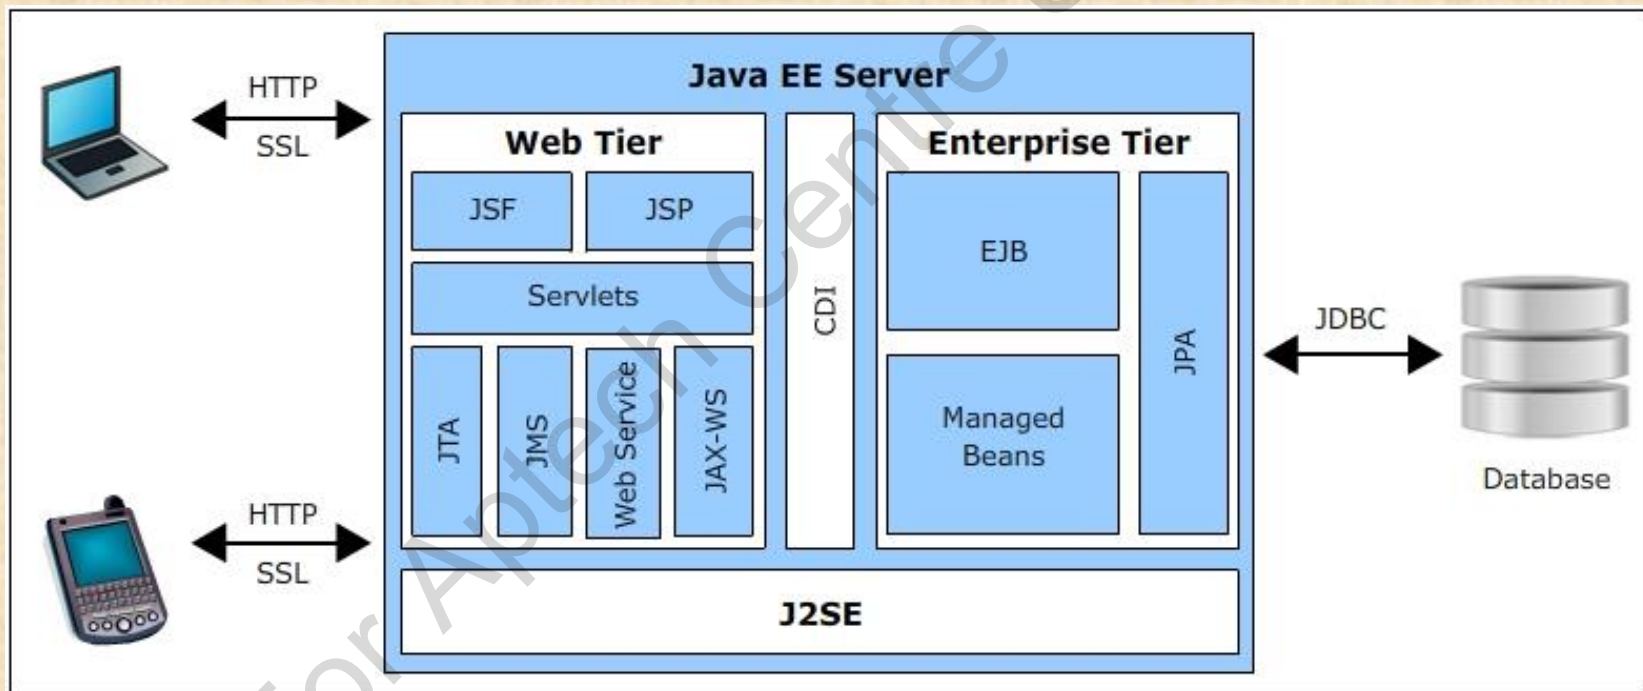 Java EE Server
HTTP
SSL
Web Tier
JSF
JSP
Servlets
JTA
JMS
Web Service
JAX-WS
CDI
Enterprise Tier
EJB
Managed
Beans
JPA
JDBC
Database
HTTP
SSL
J2SE
For Aptech Centre